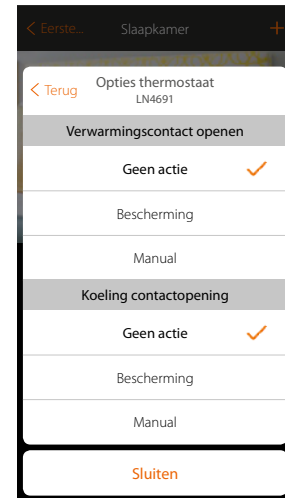 Eerste... Slaapkamer +
Terug Opties thermostaat
LN4691
Verwarmingscontact openen
Geen actie
Bescherming
Manual
Koeling contactopening
Geen actie
Bescherming
Manual
Sluiten